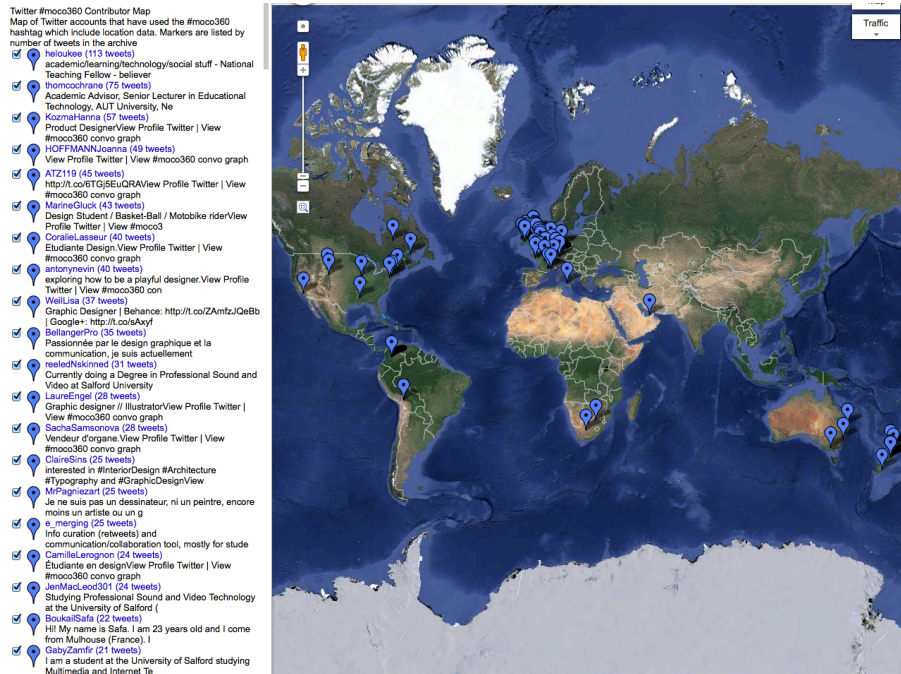 Twitter #moco360 Contributor Map
Map of Twitter accounts that have used the #moco360
hashtag which include location data. Markers are listed by
number of tweets in the archive
heloukee (113 tweets)
academic/learning/technology/social stuff - National
Teaching Fellow - believer
thomcochrane (75 tweets)
Academic Advisor, Senior Lecturer in Educational
Technology, AUT University, Ne
KozmaHanna (57 tweets)
Product DesignerView Profile Twitter | View
#moco360 convo graph
HOFFMANNJoanna (49 tweets)
View Profile Twitter | View #moco360 convo graph
ATZ119 (45 tweets)
http://t.co/6TGj5EuQRAView Profile Twitter | View
#moco360 convo graph
MarineGluck (43 tweets)
Design Student / Basket-Ball / Motobike riderView
Profile Twitter | View #moco3
CoralieLasseur (40 tweets)
Etudiante Design.View Profile Twitter | View
#moco360 convo graph
antonynevin (40 tweets)
exploring how to be a playful designer.View Profile
Twitter | View #moco360 con
WeilLisa (37 tweets)
Graphic Designer | Behance: http://t.co/ZAmfzJQeBb
| Google+: http://t.co/sAxyf
BellangerPro (35 tweets)
Passionnée par le design graphique et la
communication, je suis actuellement
reeledNskinned (31 tweets)
Currently doing a Degree in Professional Sound and
Video at Salford University
LaureEngel (28 tweets)
Graphic designer // IllustratorView Profile Twitter |
View #moco360 convo graph
SachaSamsonova (28 tweets)
Vendeur d'organe.View Profile Twitter | View
#moco360 convo graph
ClaireSins (25 tweets)
interested in #InteriorDesign #Architecture
#Typography and #GraphicDesignView
MrPagniezart (25 tweets)
Je ne suis pas un dessinateur, ni un peintre, encore
moins un artiste ou un g
e_merging (25 tweets)
Info curation (retweets) and
communication/collaboration tool, mostly for stude
CamilleLerognon (24 tweets)
Étudiante en designView Profile Twitter | View
#moco360 convo graph
JenMacLeod301 (24 tweets)
Studying Professional Sound and Video Technology
at the University of Salford (
BoukailSafa (22 tweets)
Hi! My name is Safa. I am 23 years old and I come
from Mulhouse (France). I
GabyZamfir (21 tweets)
I am a student at the University of Salford studying
Multimedia and Internet Te
Traffic